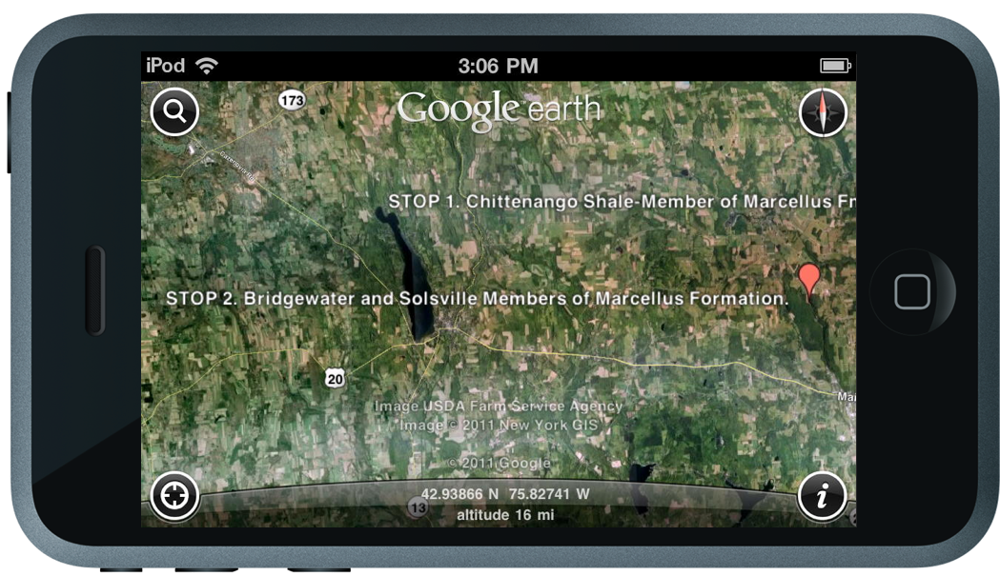 iPod 3:06 PM
173
Google earth
Cazenovia
STOP 1. Chittenango Shale-Member of Marcellus Fr
STOP 2. Bridgewater and Solsville Members of Marcellus Formation.
20
Mai
Image USDA Farm Service Agency
Image © 2011 New York GIS
© 2011 Google
42.93866 N 75.82741 W
13
altitude 16 mi
i